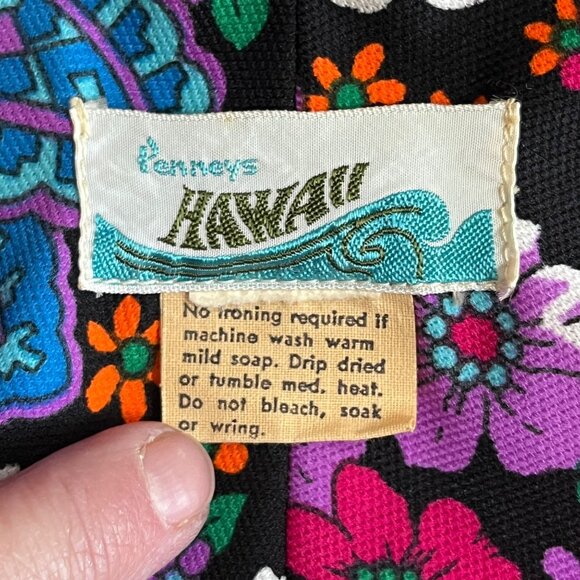 Penneys
HAWAII
No ironing required if
machine wash warm
mild soap. Drip dried
or tumble med. heat.
Do not bleach, soak
or wring.